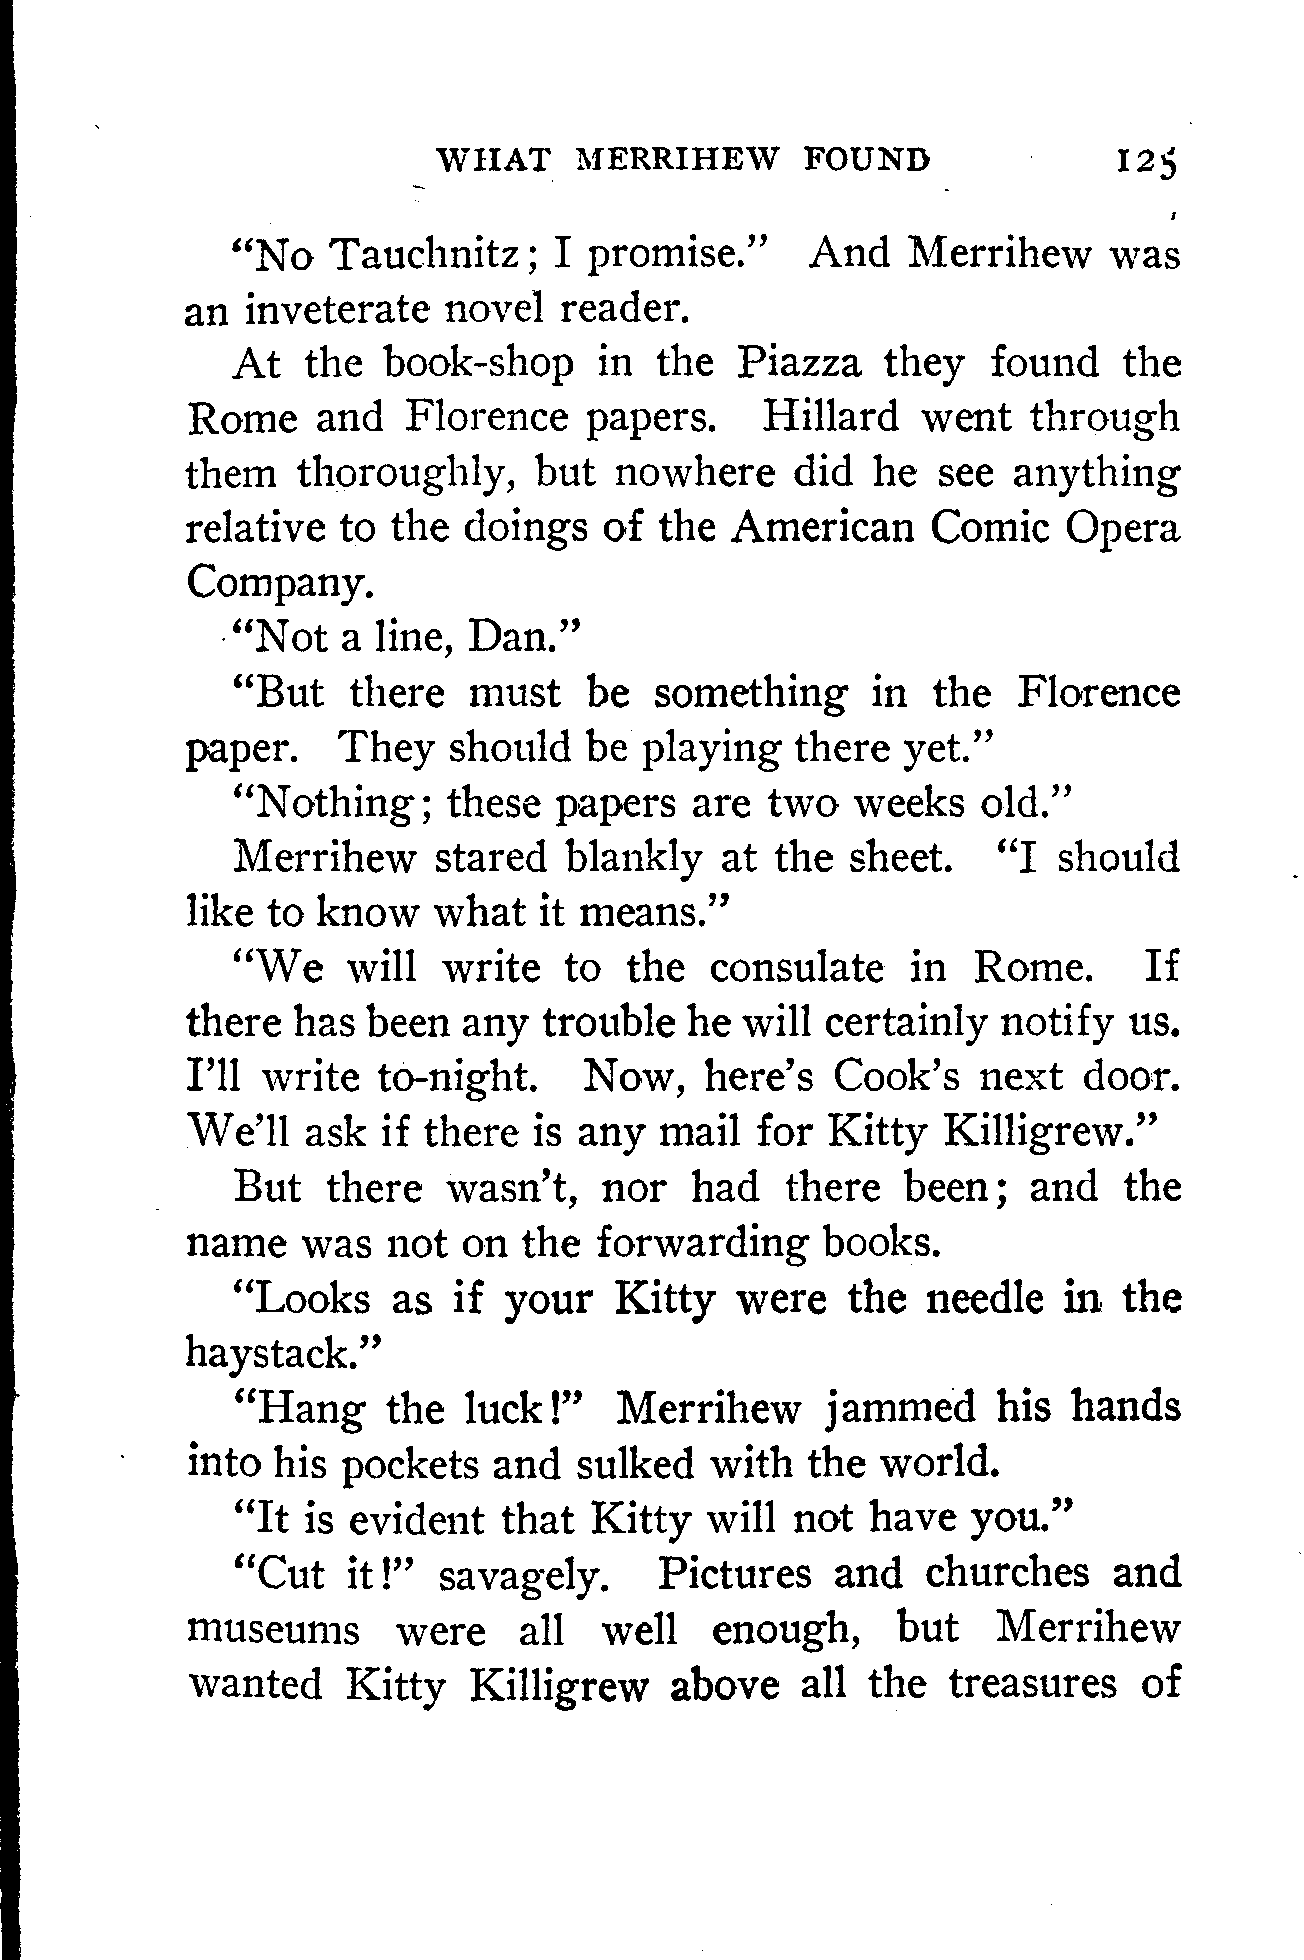 WHAT MERRIHEW FOUND 125
"No Tauchnitz; I promise." And Merrihew was
an inveterate novel reader.
At the book-shop in the Piazza they found the
Rome and Florence papers. Hillard went through
them thoroughly, but nowhere did he see anything
relative to the doings of the American Comic Opera
Company.
"Not a line, Dan."
"But there must be something in the Florence
paper. They should be playing there yet."
"Nothing; these papers are two weeks old."
Merrihew stared blankly at the sheet. "I should
like to know what it means."
"We will write to the consulate in Rome. If
there has been any trouble he will certainly notify us.
I'll write to-night. Now, here's Cook's next door.
We'll ask if there is any mail for Kitty Killigrew."
But there wasn't, nor had there been; and the
name was not on the forwarding books.
"Looks as if your Kitty were the needle in the
haystack."
"Hang the luck!" Merrihew jammed his hands
into his pockets and sulked with the world.
"It is evident that Kitty will not have you."
"Cut it!" savagely. Pictures and churches and
museums were all well enough, but Merrihew
wanted Kitty Killigrew above all the treasures of